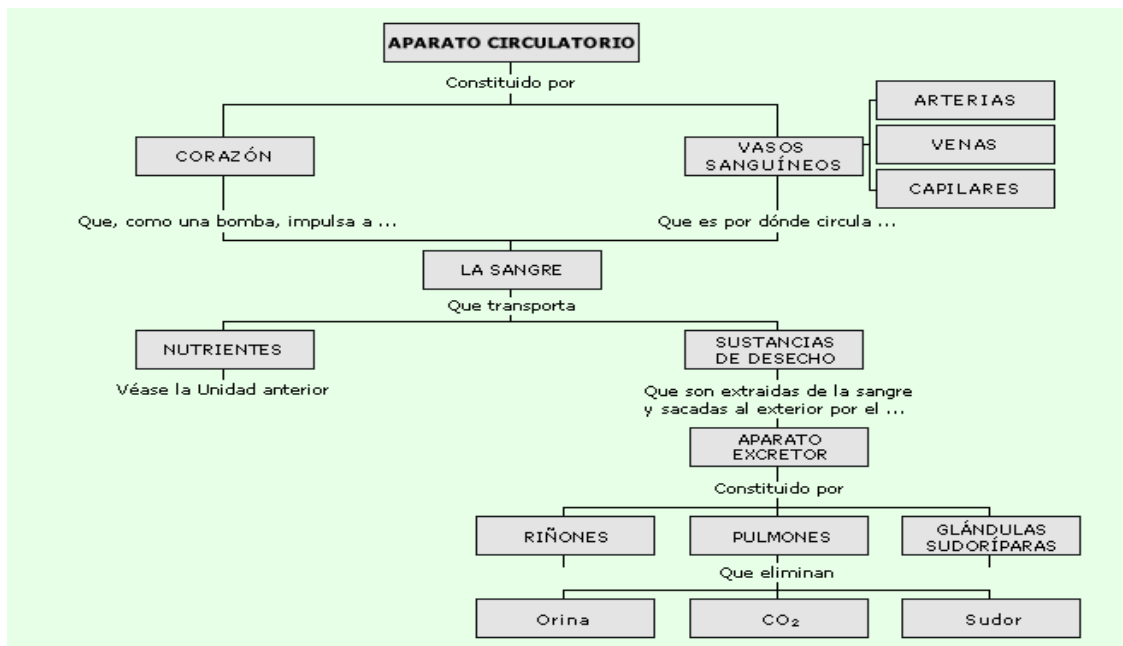 APARATO CIRCULATORIO
Constituido por
CORAZÓN
VASOS
SANGUÍNEOS
ARTERIAS
VENAS
CAPILARES
Que, como una bomba, impulsa a ...
Que es por dónde circula ...
LA SANGRE
Que transporta
NUTRIENTES
SUSTANCIAS
DE DESECHO
Véase la Unidad anterior
Que son extraidas de la sangre
y sacadas al exterior por el ...
APARATO
EXCRETOR
Constituido por
RIÑONES
PULMONES
GLÁNDULAS
SUDORÍPARAS
Que eliminan
Orina
CO₂
Sudor